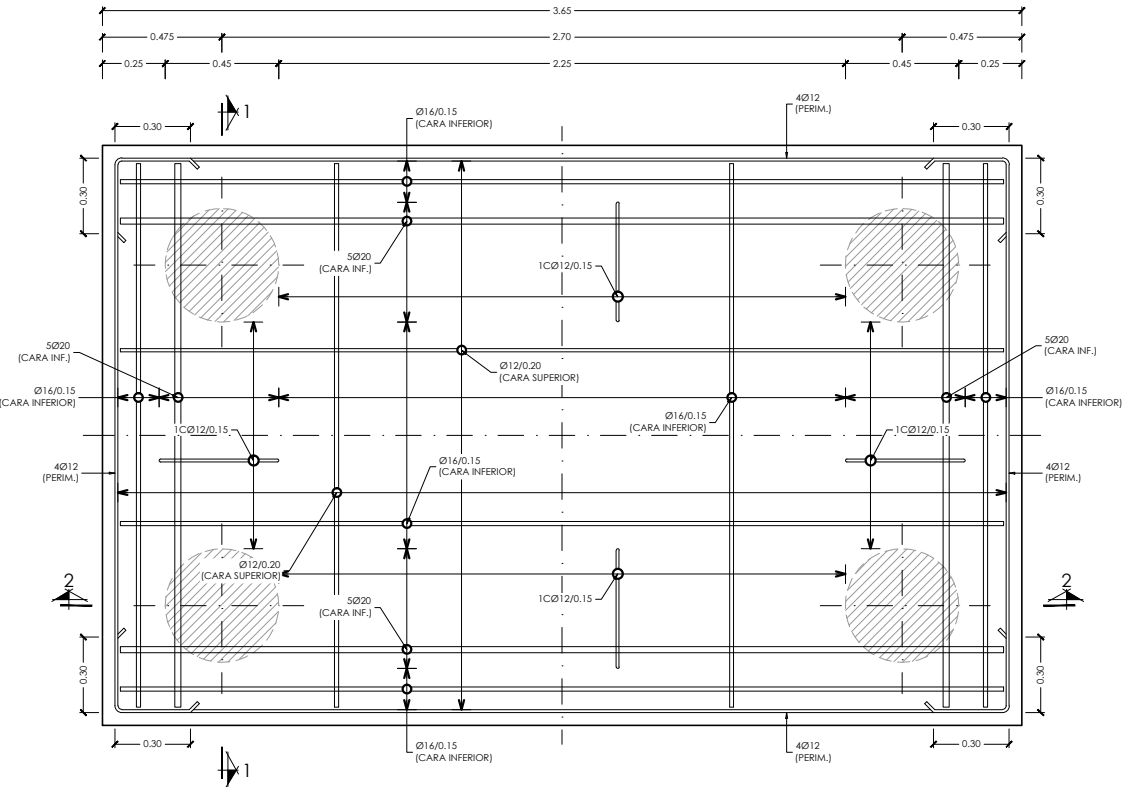 3.65
0.475
2.70
0.475
0.25
0.45
2.25
0.45
0.25
1
Ø16/0.15
(CARA INFERIOR)
4Ø12
(PERIM.)
0.30
0.30
0.30
0.30
5Ø20
(CARA INF.)
1CØ12/0.15
5Ø20
(CARA INF.)
Ø16/0.15
(CARA INFERIOR)
Ø12/0.20
(CARA SUPERIOR)
5Ø20
(CARA INF.)
Ø16/0.15
(CARA INFERIOR)
Ø16/0.15
(CARA INFERIOR)
1CØ12/0.15
1CØ12/0.15
4Ø12
(PERIM.)
Ø16/0.15
(CARA INFERIOR)
4Ø12
(PERIM.)
Ø12/0.20
(CARA SUPERIOR)
2
5Ø20
(CARA INF.)
1CØ12/0.15
2
0.30
0.30
0.30
0.30
Ø16/0.15
(CARA INFERIOR)
4Ø12
(PERIM.)
1